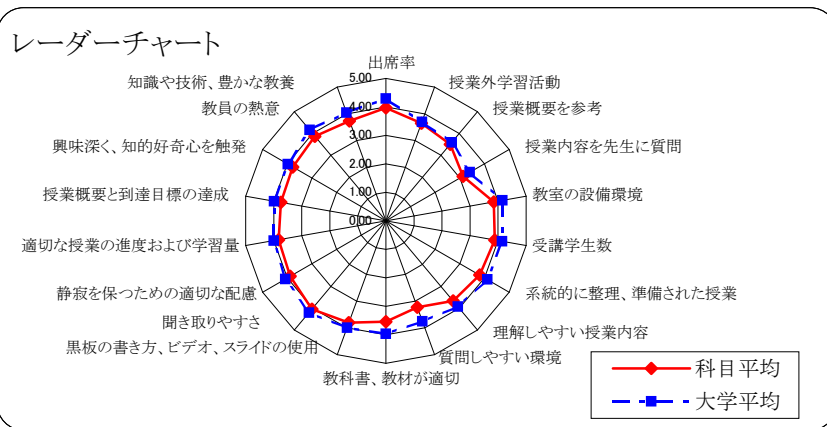 レーダーチャート
出席率
授業外学習活動
授業概要を参考
授業内容を先生に質問
教室の設備環境
受講学生数
系統的に整理、準備された授業
理解しやすい授業内容
質問しやすい環境
教科書、教材が適切
黒板の書き方、ビデオ、スライドの使用
聞き取りやすさ
静寂を保つための適切な配慮
適切な授業の進度および学習量
授業概要と到達目標の達成
興味深く、知的好奇心を触発
教員の熱意
知識や技術、豊かな教養
5.00
4.00
3.00
2.00
1.00
0.00
科目平均
大学平均